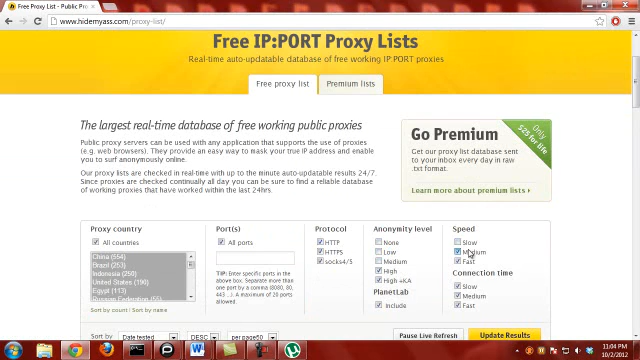 Free Proxy List - Public Pro
www.hidemyass.com/proxy-list/
Free IP:PORT Proxy Lists
Real-time auto-updatable database of free working IP PORT proxies
Free proxy list
Premium lists
The largest real-time database of free working public proxies
Public proxy servers can be used with any application that supports the use of proxies
(e.g. web browsers). They provide an easy way to mask your true IP address and enable
you to surf anonymously online.
Our proxy lists are checked in real-time with up to the minute auto-updatable results 24/7.
Since proxies are checked continually all day you can be sure to find a reliable database
of working proxies that have worked within the last 24hrs.
Go Premium
Only
$25 for life
Get our proxy list database sent
to your inbox every day in raw
.txt format.
Learn more about premium lists ›
Proxy country
All countries
China (554)
Brazil (253)
Indonesia (250)
United States (190)
Egypt (113)
Russian Federation (55)
Sort by count | Sort by name
Port(s)
All ports
TIP: Enter specific ports in the
above box. Separate more than
one port by a comma (8080, 80,
443 ...). A maximum of 20 ports
allowed.
Protocol
HTTP
HTTPS
socks4/5
Anonymity level
None
Low
Medium
High
High +KA
PlanetLab
Include
Speed
Slow
Medium
Fast
Connection time
Slow
Medium
Fast
Sort by
Date tested
DESC
per page50
Pause Live Refresh
Update Results
11:04 PM
10/2/2012